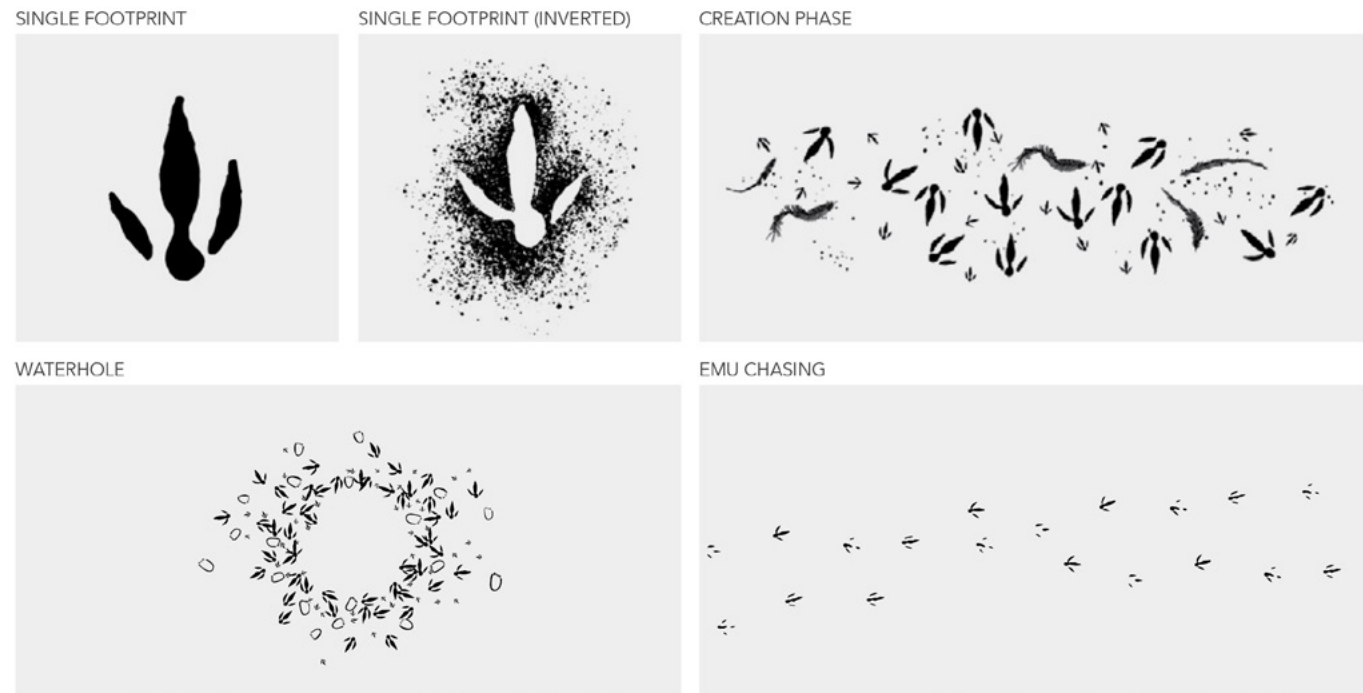 SINGLE FOOTPRINT
SINGLE FOOTPRINT (INVERTED)
CREATION PHASE
WATERHOLE
EMU CHASING